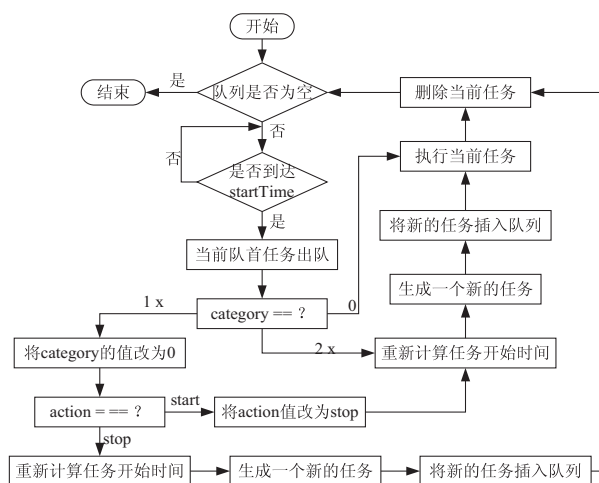 开始
队列是否为空
是
结束
删除当前任务
否
否
是否到达
startTime
执行当前任务
是
当前队首任务出队
将新的任务插入队列
生成一个新的任务
category == ？
0
1 x
2 x
重新计算任务开始时间
将category的值改为0
action = == ？
start
将action值改为stop
stop
重新计算任务开始时间
生成一个新的任务
将新的任务插入队列